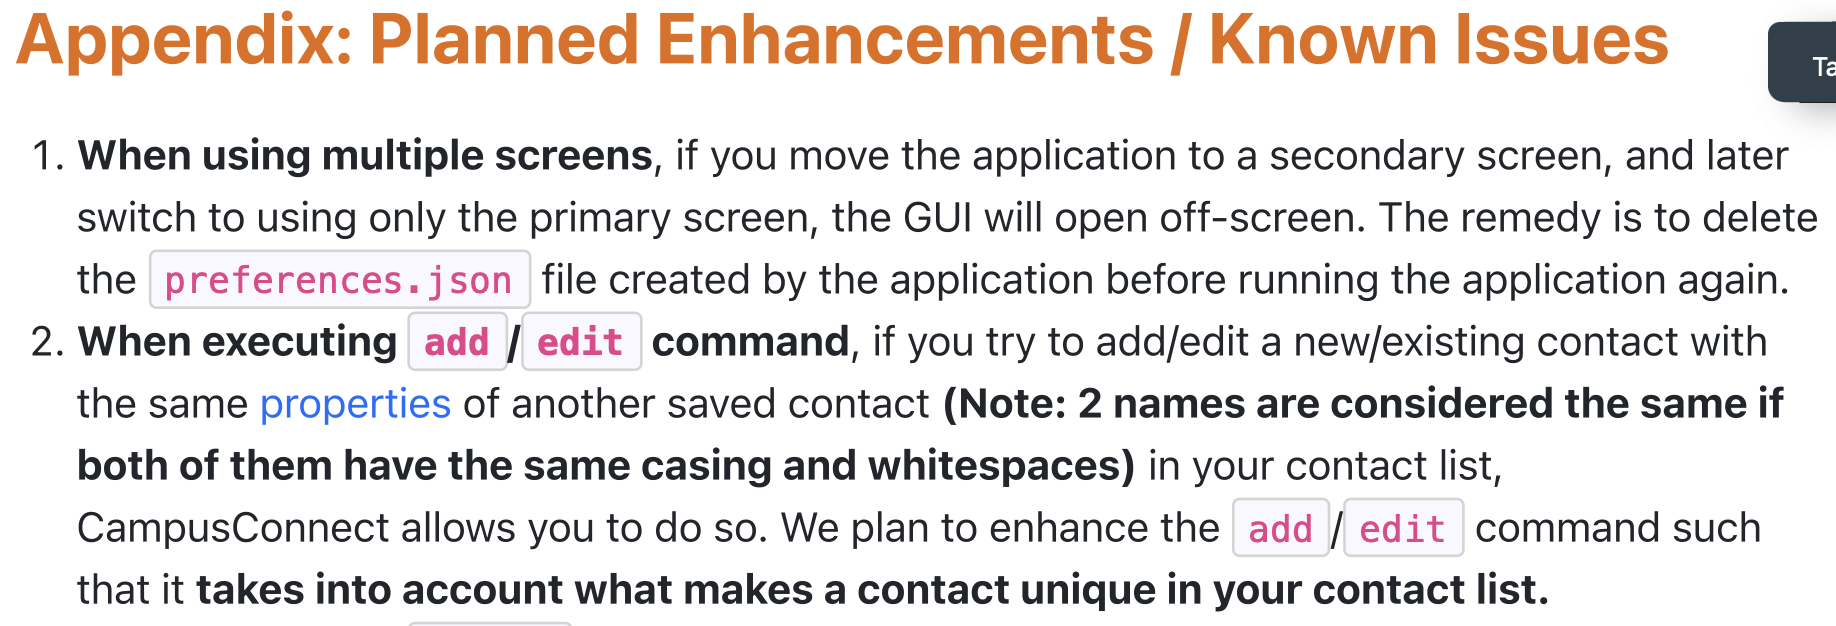 Appendix: Planned Enhancements / Known Issues
Ta
1. When using multiple screens, if you move the application to a secondary screen, and later
switch to using only the primary screen, the GUI will open off-screen. The remedy is to delete
the preferences.json file created by the application before running the application again.
2. When executing add/edit command, if you try to add/edit a new/existing contact with
the same properties of another saved contact (Note: 2 names are considered the same if
both of them have the same casing and whitespaces) in your contact list,
CampusConnect allows you to do so. We plan to enhance the add/edit command such
that it takes into account what makes a contact unique in your contact list.